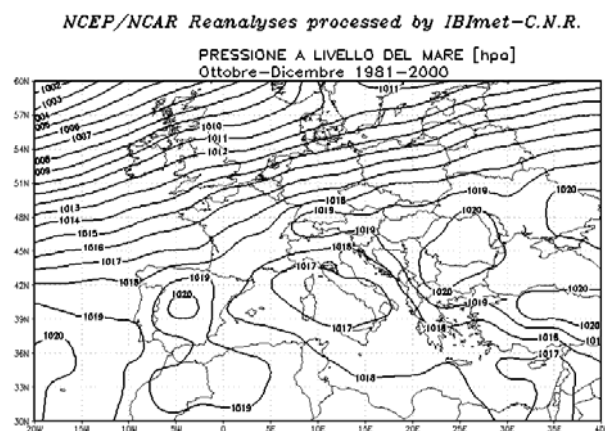 NCEP/NCAR Reanalyses processed by IBImet-C.N.R.
PRESSIONE A LIVELLO DEL MARE [hpa]
Ottobre-Dicembre 1981-2000
60N
1002
1003
1011
57N
1006
1007
1010
1011
54N
1012
51N
1013
1018
1019
1020
48N
1014
1019
1015
1019
1020
45N
1016
1018
1017
1017
42N
1018
1019
1020
1020
1020
1019
39N
1019
1020
1017
1018
1020
36N
1020
1018
1017
33N
1018
1019
30N
20W 15W 10W 5W 0 5E 10E 15E 20E 25E 30E 35E